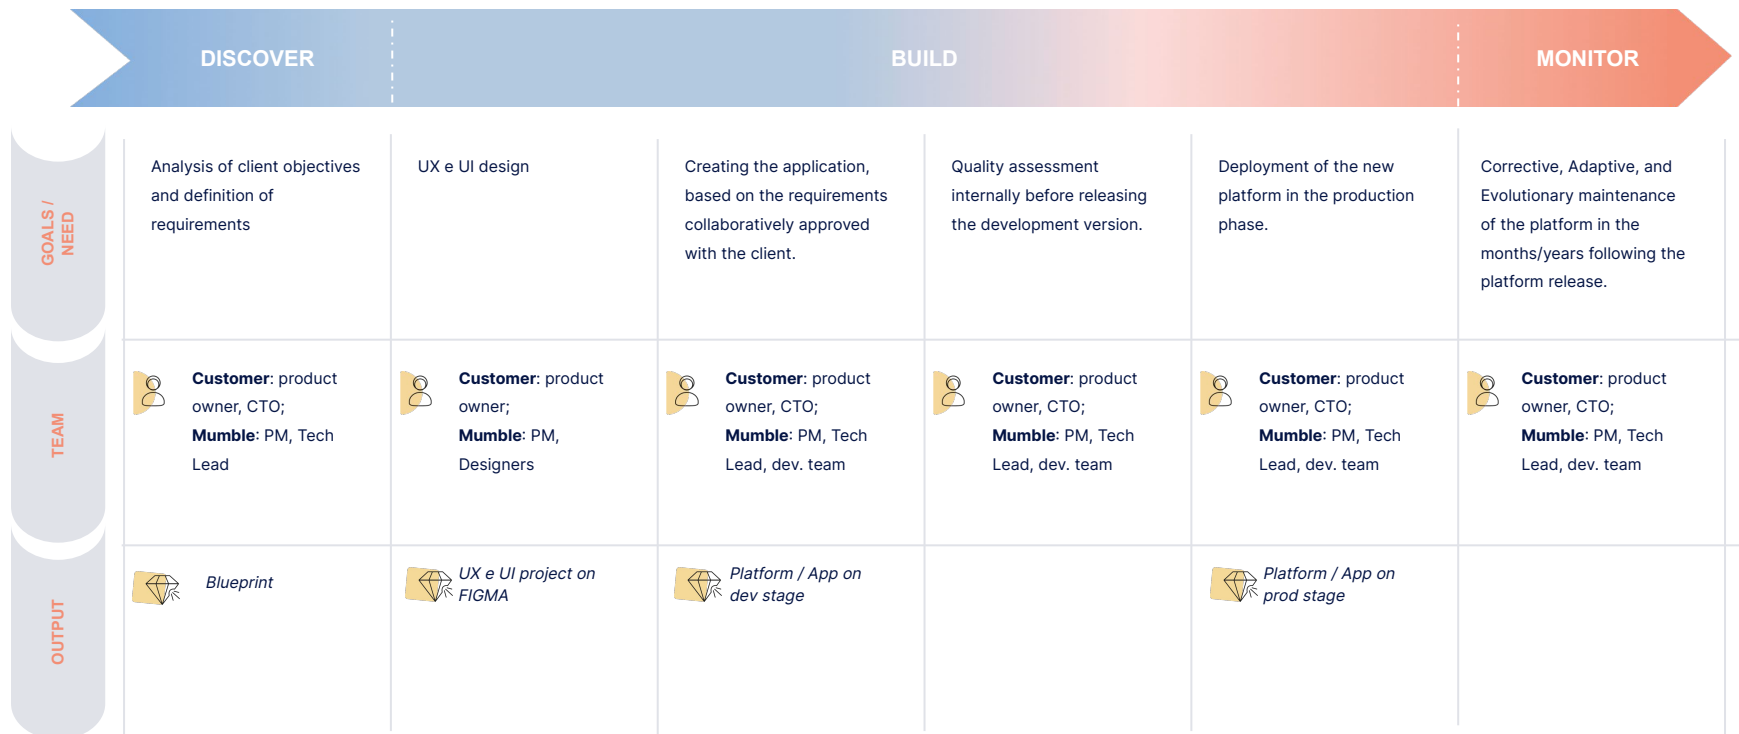 DISCOVER
BUILD
MONITOR
GOALS /
NEED
Analysis of client objectives
and definition of
requirements
UX e UI design
Creating the application,
based on the requirements
collaboratively approved
with the client.
Quality assessment
internally before releasing
the development version.
Deployment of the new
platform in the production
phase.
Corrective, Adaptive, and
Evolutionary maintenance
of the platform in the
months/years following the
platform release.
TEAM
Customer: product
owner, CTO;
Mumble: PM, Tech
Lead
Customer: product
owner;
Mumble: PM,
Designers
Customer: product
owner, CTO;
Mumble: PM, Tech
Lead, dev. team
Customer: product
owner, CTO;
Mumble: PM, Tech
Lead, dev. team
Customer: product
owner, CTO;
Mumble: PM, Tech
Lead, dev. team
Customer: product
owner, CTO;
Mumble: PM, Tech
Lead, dev. team
OUTPUT
Blueprint
UX e UI project on
FIGMA
Platform / App on
dev stage
Platform / App on
prod stage